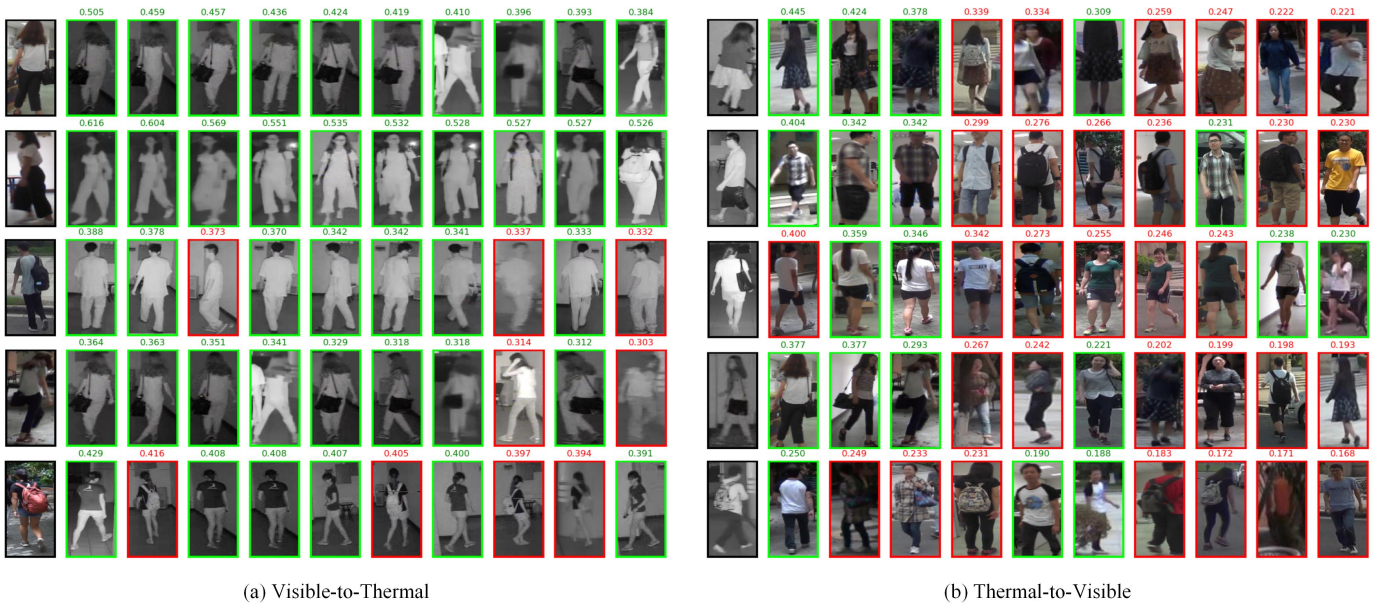 0.505 0.459 0.457 0.436 0.424 0.419 0.410 0.396 0.393 0.384
0.616 0.604 0.569 0.551 0.535 0.532 0.528 0.527 0.527 0.526
0.388 0.378 0.373 0.370 0.342 0.342 0.341 0.337 0.333 0.332
0.364 0.363 0.351 0.341 0.329 0.318 0.318 0.314 0.312 0.303
0.429 0.416 0.408 0.408 0.407 0.405 0.400 0.397 0.394 0.391
(a) Visible-to-Thermal
0.445 0.424 0.378 0.339 0.334 0.309 0.259 0.247 0.222 0.221
0.404 0.342 0.342 0.299 0.276 0.266 0.236 0.231 0.230 0.230
0.400 0.359 0.346 0.342 0.273 0.255 0.246 0.243 0.238 0.230
0.377 0.377 0.293 0.267 0.242 0.221 0.202 0.199 0.198 0.193
0.250 0.249 0.233 0.231 0.190 0.188 0.183 0.172 0.171 0.168
(b) Thermal-to-Visible